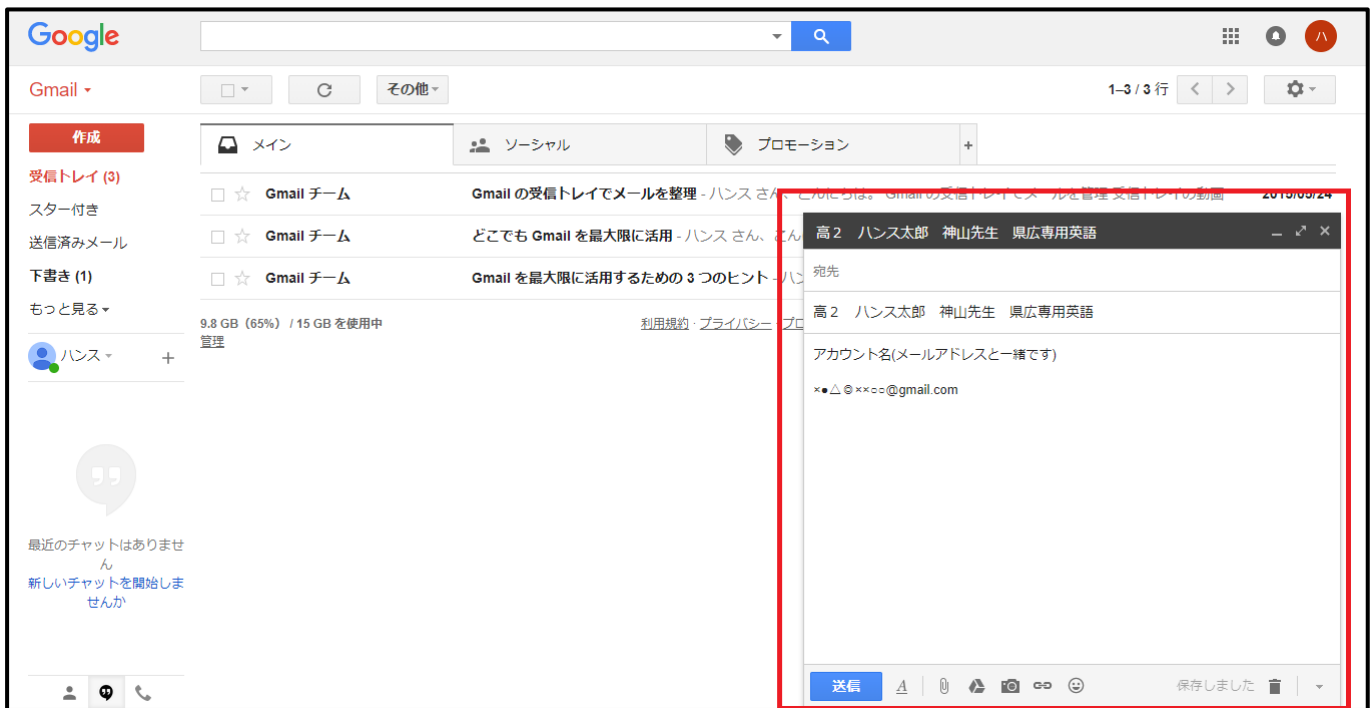 Google
ハ
Gmail
その他
1–3 / 3 行
作成
メイン
ソーシャル
プロモーション
+
受信トレイ (3)
スター付き
送信済みメール
下書き (1)
もっと見る
Gmail チーム
Gmail の受信トレイでメールを整理 - ハンス さん、こんにちは。 Gmail の受信トレイでメールを管理 受信トレイの動画
2015/05/24
Gmail チーム
どこでも Gmail を最大限に活用 - ハンス さん、こん
Gmail チーム
Gmail を最大限に活用するための 3 つのヒント - ハン
9.8 GB（65%） / 15 GB を使用中
管理
利用規約 · プライバシー · プロ
ハンス
+
最近のチャットはありませ
ん
新しいチャットを開始しま
せんか
高２　ハンス太郎　神山先生　県広専用英語
宛先
高２　ハンス太郎　神山先生　県広専用英語
アカウント名(メールアドレスと一緒です)
×●△◎××○○@gmail.com
送信
A
保存しました